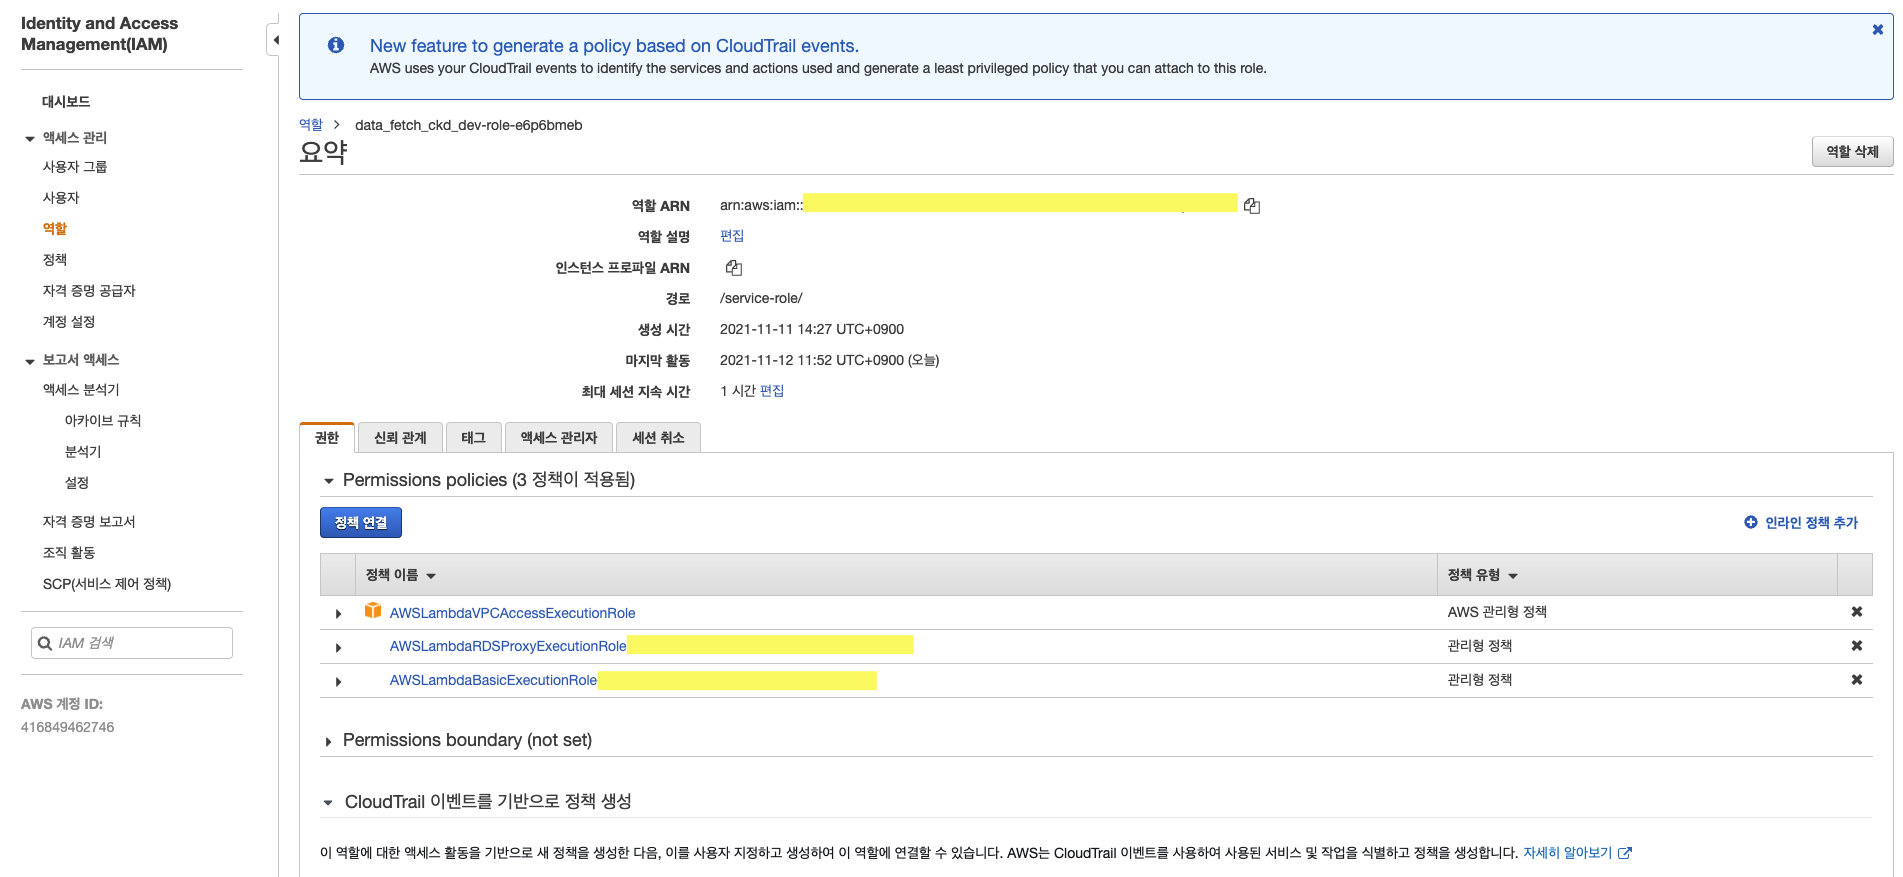 Identity and Access
Management(IAM)
대시보드
액세스 관리
사용자 그룹
사용자
역할
정책
자격 증명 공급자
계정 설정
보고서 액세스
액세스 분석기
아카이브 규칙
분석기
설정
자격 증명 보고서
조직 활동
SCP(서비스 제어 정책)
IAM 검색
AWS 계정 ID:
416849462746
New feature to generate a policy based on CloudTrail events.
AWS uses your CloudTrail events to identify the services and actions used and generate a least privileged policy that you can attach to this role.
역할 > data_fetch_ckd_dev-role-e6p6bmeb
요약
역할 삭제
역할 ARN arn:aws:iam::
역할 설명 편집
인스턴스 프로파일 ARN
경로 /service-role/
생성 시간 2021-11-11 14:27 UTC+0900
마지막 활동 2021-11-12 11:52 UTC+0900 (오늘)
최대 세션 지속 시간 1 시간 편집
권한 신뢰 관계 태그 액세스 관리자 세션 취소
Permissions policies (3 정책이 적용됨)
정책 연결 인라인 정책 추가
정책 이름 정책 유형
AWSLambdaVPCAccessExecutionRole AWS 관리형 정책
AWSLambdaRDSProxyExecutionRole 관리형 정책
AWSLambdaBasicExecutionRole 관리형 정책
Permissions boundary (not set)
CloudTrail 이벤트를 기반으로 정책 생성
이 역할에 대한 액세스 활동을 기반으로 새 정책을 생성한 다음, 이를 사용자 지정하고 생성하여 이 역할에 연결할 수 있습니다. AWS는 CloudTrail 이벤트를 사용하여 사용된 서비스 및 작업을 식별하고 정책을 생성합니다. 자세히 알아보기